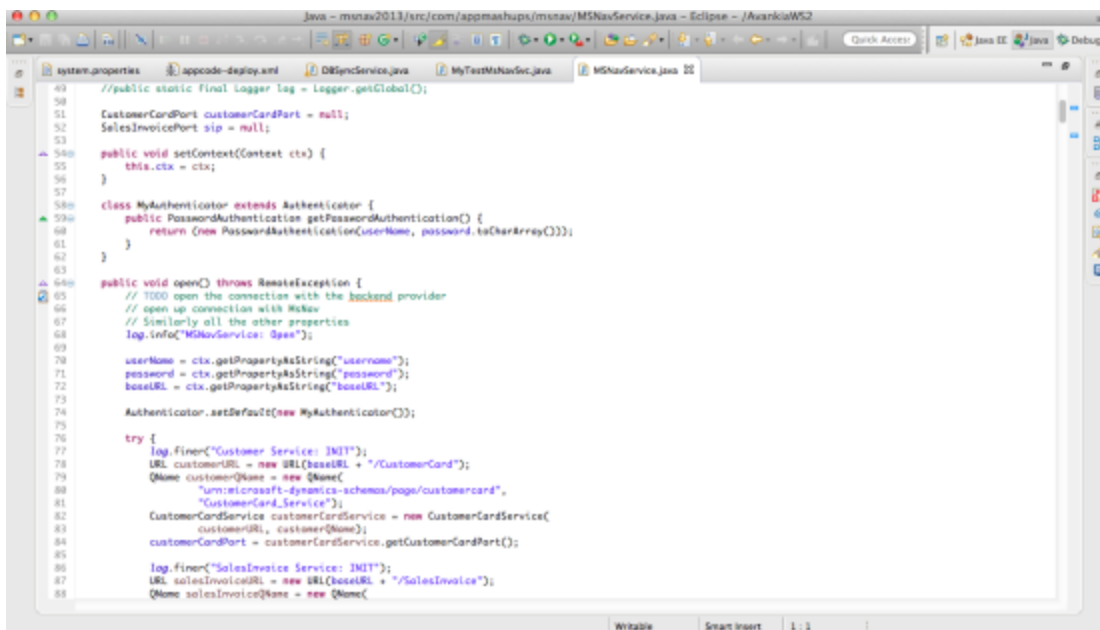 Java – msnav2013/src/com/appmashups/msnav/MSNavService.java – Eclipse – /AvankiaWS2
Quick Access
Java EE
Java
Debug
system.properties
appcode-deploy.xml
DBSyncService.java
MyTestMsNavSvc.java
MSNavService.java
49 //public static final Logger log = Logger.getGlobal();
50
51 CustomerCardPort customerCardPort = null;
52 SalesInvoicePort sip = null;
53
54 public void setContext(Context ctx) {
55 this.ctx = ctx;
56 }
57
58 class MyAuthenticator extends Authenticator {
59 public PasswordAuthentication getPasswordAuthentication() {
60 return (new PasswordAuthentication(userName, password.toCharArray()));
61 }
62 }
63
64 public void open() throws RemoteException {
65 // TODO open the connection with the backend provider
66 // open up connection with MsNav
67 // Similarly all the other properties
68 log.info("MSNavService: Open");
69
70 userName = ctx.getPropertyAsString("username");
71 password = ctx.getPropertyAsString("password");
72 baseURL = ctx.getPropertyAsString("baseURL");
73
74 Authenticator.setDefault(new MyAuthenticator());
75
76 try {
77 log.finer("Customer Service: INIT");
78 URL customerURL = new URL(baseURL + "/CustomerCard");
79 QName customerQName = new QName(
80 "urn:microsoft-dynamics-schemas/page/customercard",
81 "CustomerCard_Service");
82 CustomerCardService customerCardService = new CustomerCardService(
83 customerURL, customerQName);
84 customerCardPort = customerCardService.getCustomerCardPort();
85
86 log.finer("SalesInvoice Service: INIT");
87 URL salesInvoiceURL = new URL(baseURL + "/SalesInvoice");
88 QName salesInvoiceQName = new QName(
Writable
Smart Insert
1 : 1